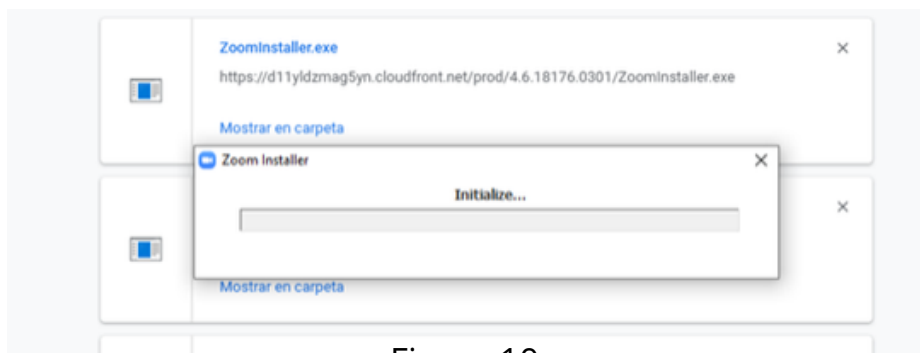 ZoomInstaller.exe
https://d11yldzmag5yn.cloudfront.net/prod/4.6.18176.0301/ZoomInstaller.exe
Mostrar en carpeta
Zoom Installer
Initialize...
Mostrar en carpeta